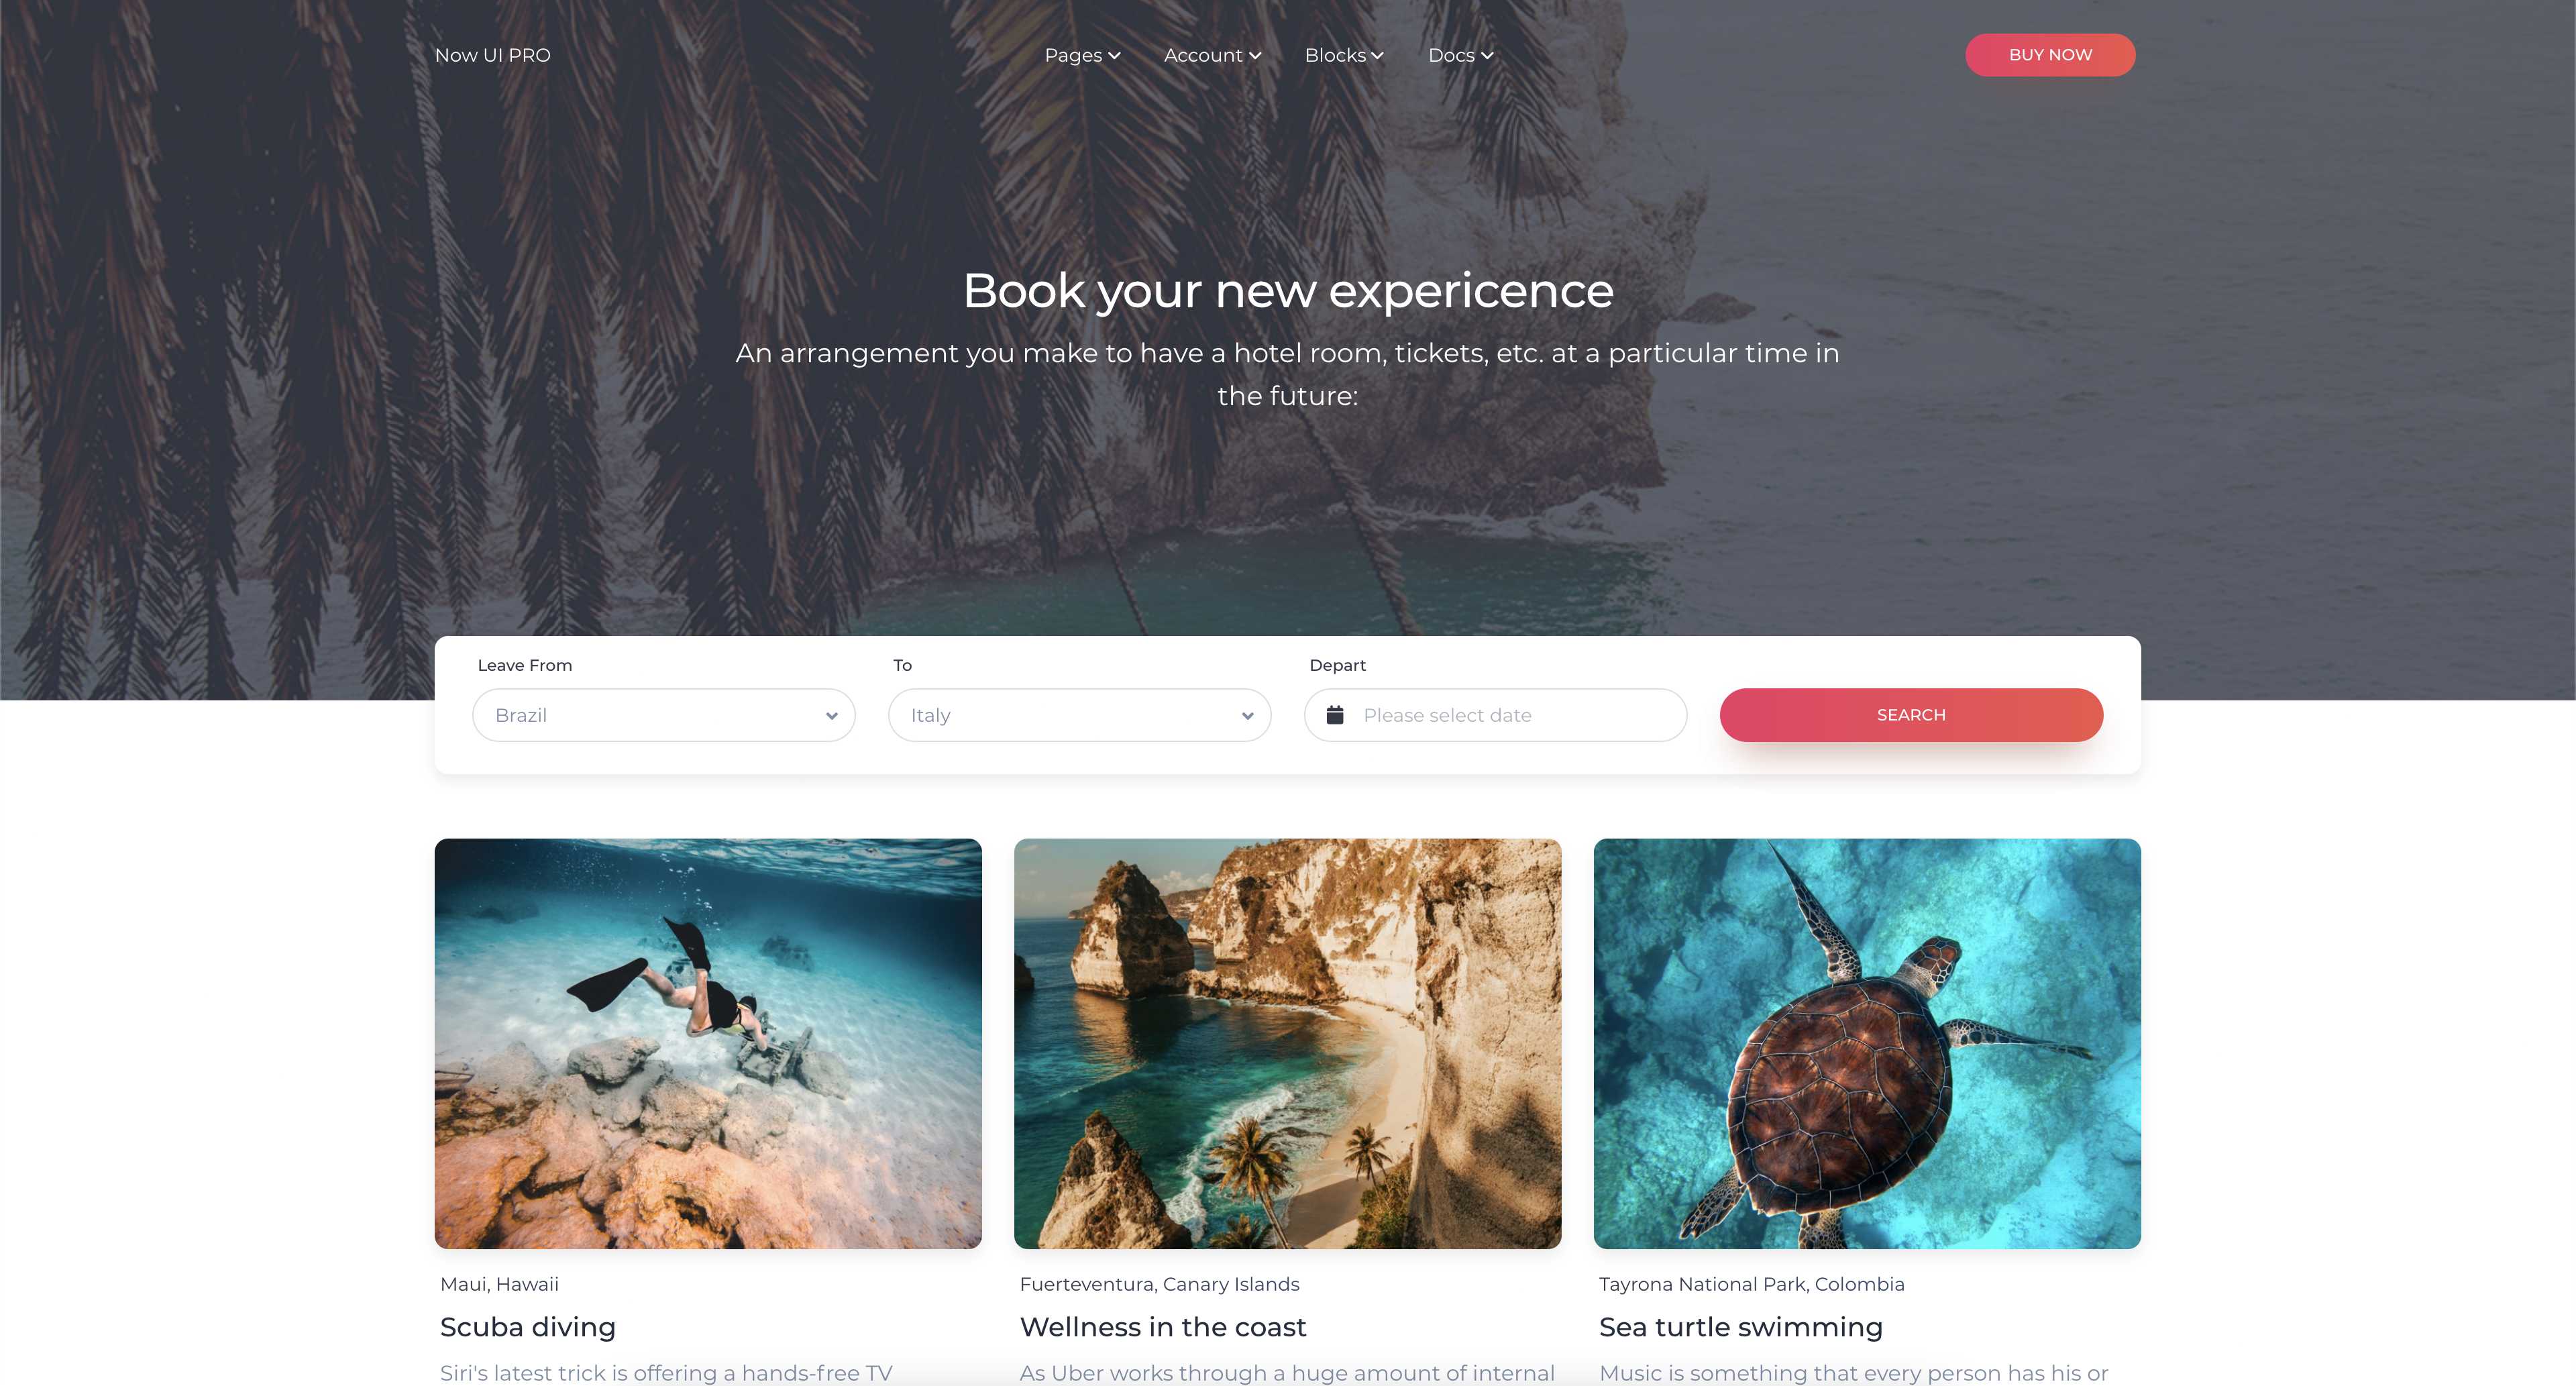 Now UI PRO
Pages
Account
Blocks
Docs
BUY NOW
Book your new expericence
An arrangement you make to have a hotel room, tickets, etc. at a particular time in
the future:
Leave From
To
Depart
Brazil
Italy
Please select date
SEARCH
Maui, Hawaii
Scuba diving
Siri's latest trick is offering a hands-free TV
Fuerteventura, Canary Islands
Wellness in the coast
As Uber works through a huge amount of internal
Tayrona National Park, Colombia
Sea turtle swimming
Music is something that every person has his or